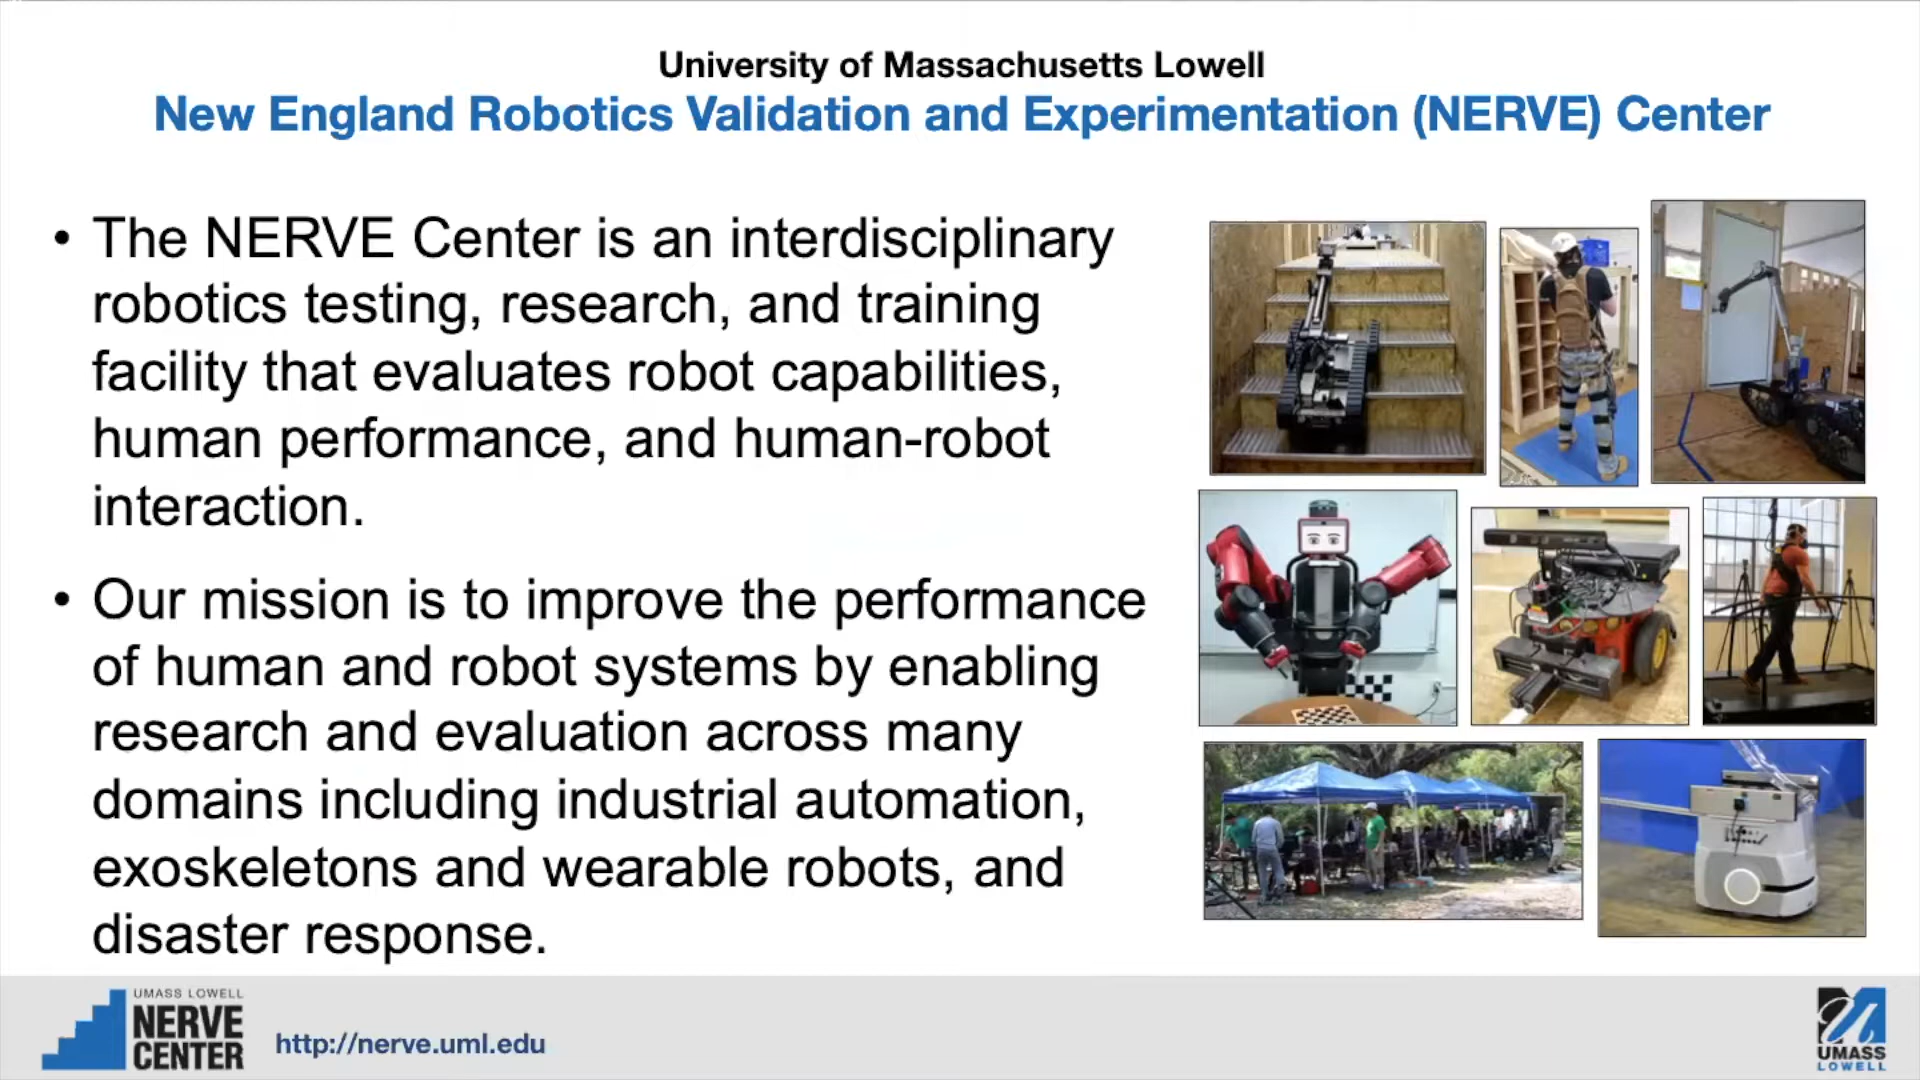 University of Massachusetts Lowell
New England Robotics Validation and Experimentation (NERVE) Center
• The NERVE Center is an interdisciplinary
robotics testing, research, and training
facility that evaluates robot capabilities,
human performance, and human-robot
interaction.
• Our mission is to improve the performance
of human and robot systems by enabling
research and evaluation across many
domains including industrial automation,
exoskeletons and wearable robots, and
disaster response.
UMASS LOWELL
NERVE
CENTER
http://nerve.uml.edu
UMASS
LOWELL